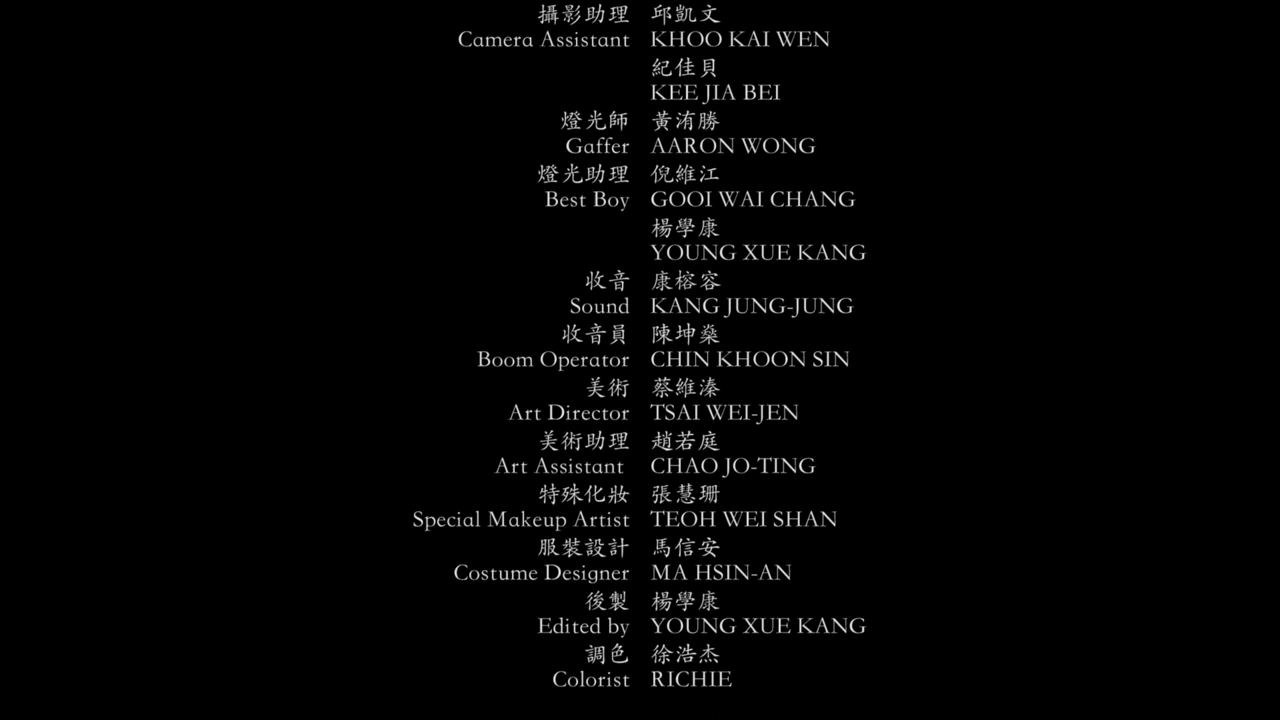 攝影助理 邱凱文
Camera Assistant KHOO KAI WEN
紀佳貝
KEE JIA BEI
燈光師 黃洧勝
Gaffer AARON WONG
燈光助理 倪維江
Best Boy GOOI WAI CHANG
楊學康
YOUNG XUE KANG
收音 康榕容
Sound KANG JUNG-JUNG
收音員 陳坤燊
Boom Operator CHIN KHOON SIN
美術 蔡維溱
Art Director TSAI WEI-JEN
美術助理 趙若庭
Art Assistant CHAO JO-TING
特殊化妝 張慧珊
Special Makeup Artist TEOH WEI SHAN
服裝設計 馬信安
Costume Designer MA HSIN-AN
後製 楊學康
Edited by YOUNG XUE KANG
調色 徐浩杰
Colorist RICHIE